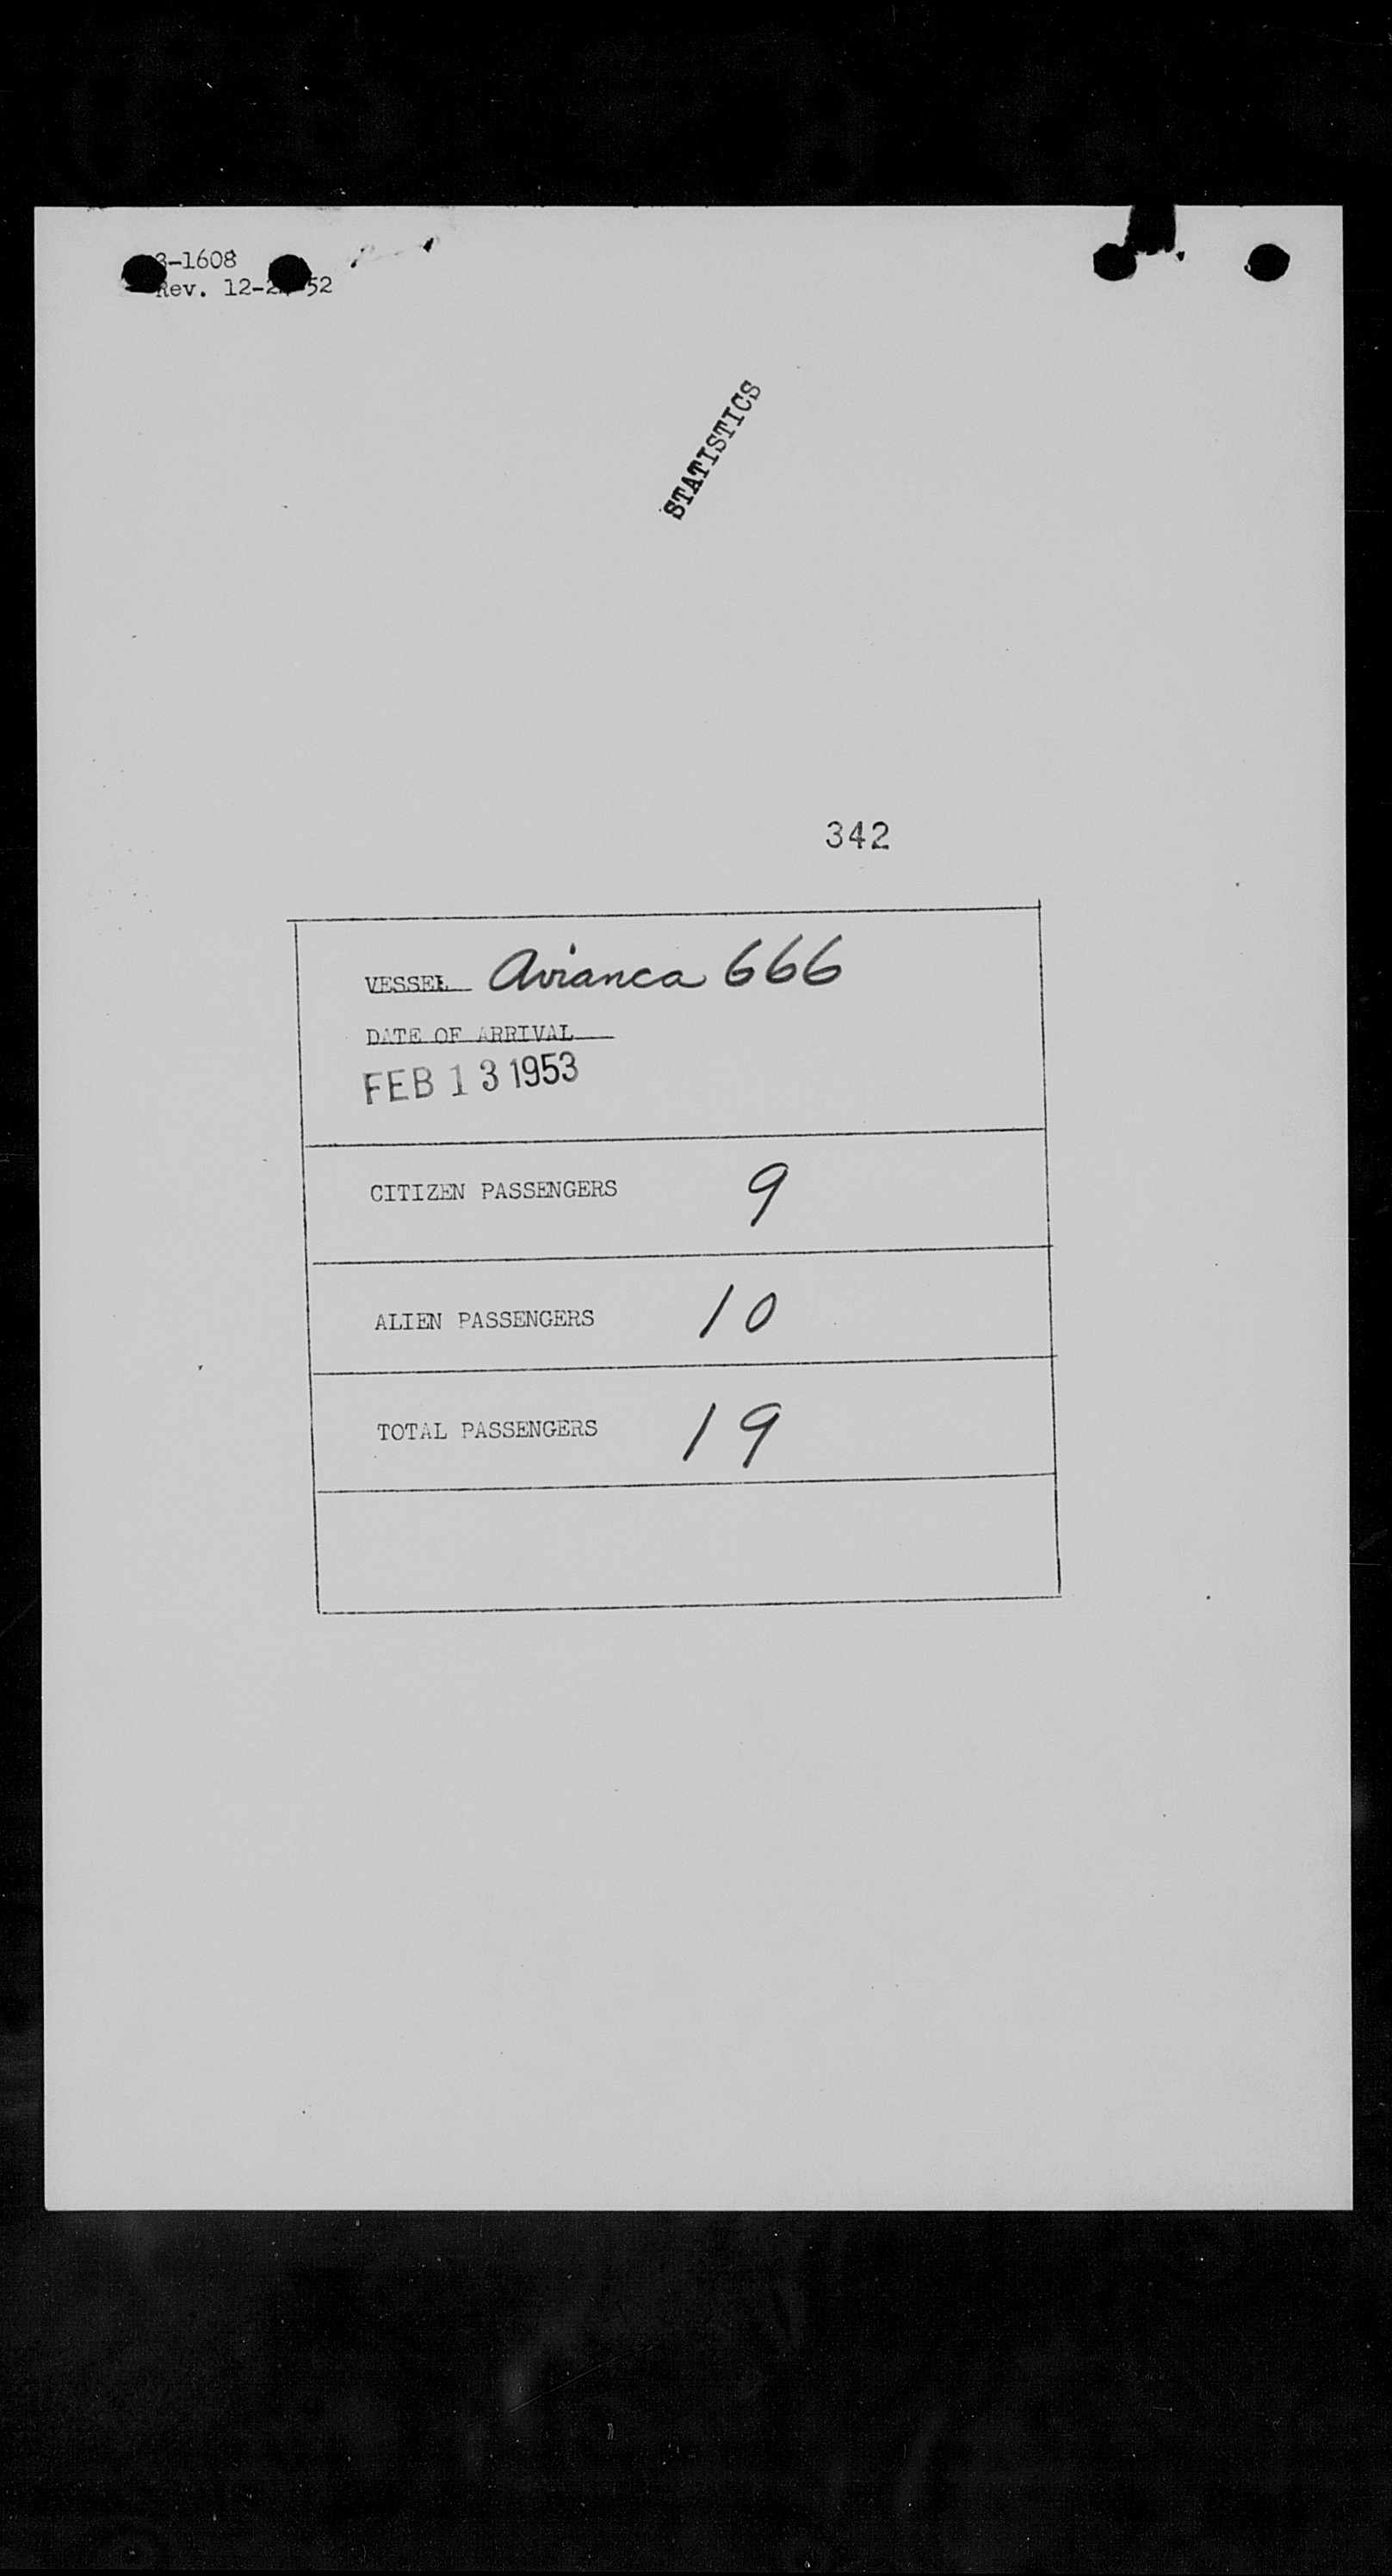 3-1608
Rev. 12-2 52
STATISTICS
342
VESSEL Avianca 666
DATE OF ARRIVAL
FEB 13 1953
CITIZEN PASSENGERS 9
ALIEN PASSENGERS 10
TOTAL PASSENGERS 19